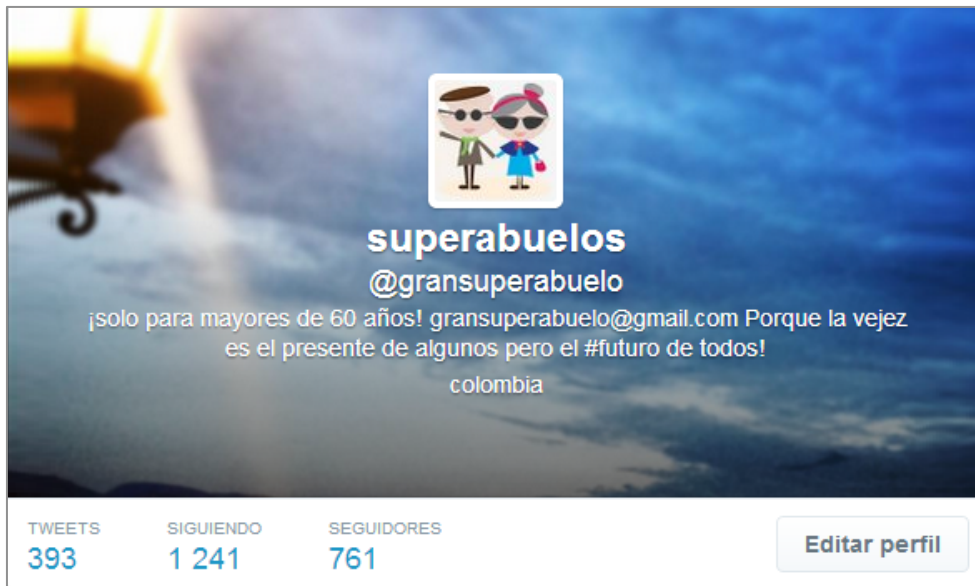 superabuelos
@gransuperabuelo
¡solo para mayores de 60 años! gransuperabuelo@gmail.com Porque la vejez
es el presente de algunos pero el #futuro de todos!
colombia
TWEETS SIGUIENDO SEGUIDORES
393 1 241 761
Editar perfil